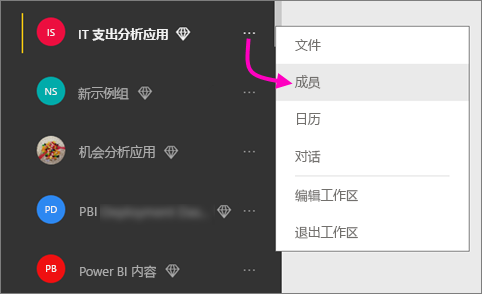 IS IT 支出分析应用 ...
NS 新示例组 ...
机会分析应用 ...
PD PBI ...
PI Power BI 内容 ...
文件
成员
日历
对话
编辑工作区
退出工作区